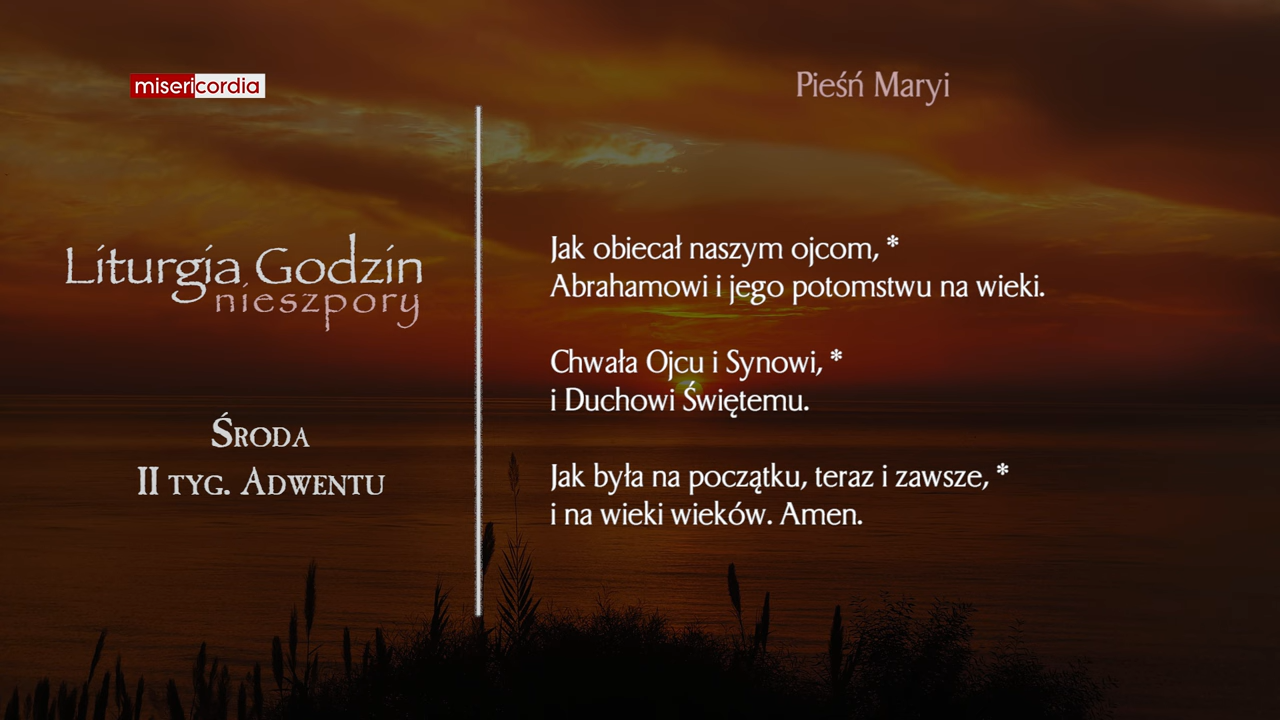 misericordia
Liturgia Godzin
nieszpory
Środa
II tyg. Adwentu
Pieśń Maryi
Jak obiecał naszym ojcom, *
Abrahamowi i jego potomstwu na wieki.
Chwała Ojcu i Synowi, *
i Duchowi Świętemu.
Jak była na początku, teraz i zawsze, *
i na wieki wieków. Amen.